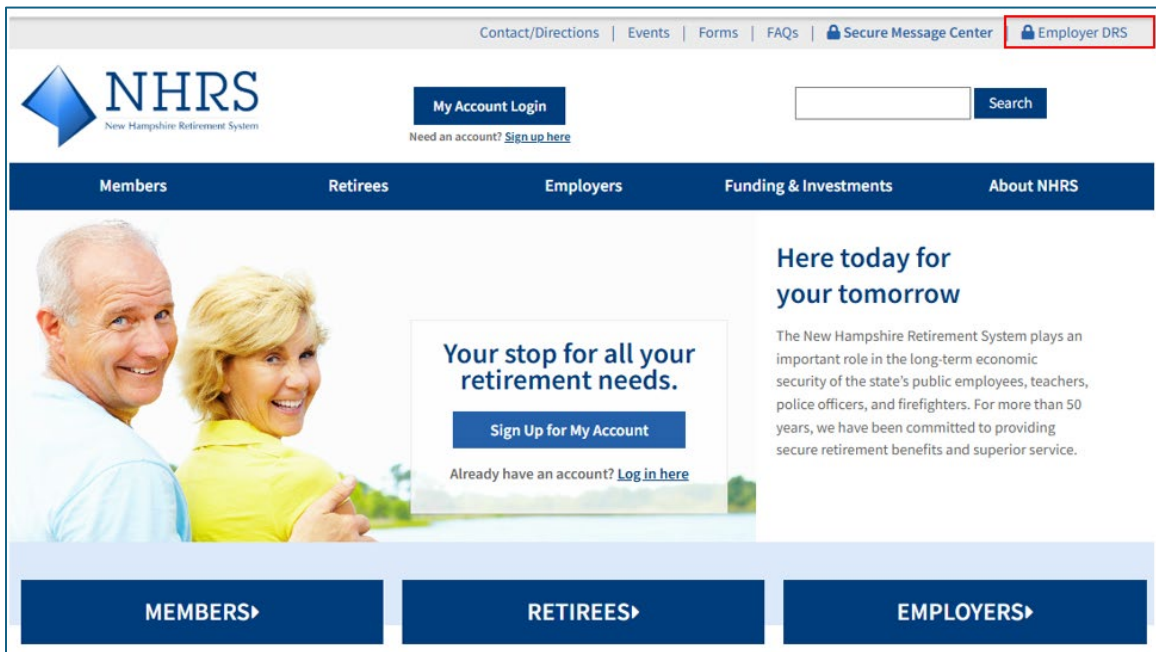 Contact/Directions | Events | Forms | FAQs | Secure Message Center | Employer DRS
NHRS
New Hampshire Retirement System
My Account Login
Need an account? Sign up here
Search
Members Retirees Employers Funding & Investments About NHRS
Your stop for all your
retirement needs.
Sign Up for My Account
Already have an account? Log in here
Here today for
your tomorrow
The New Hampshire Retirement System plays an
important role in the long-term economic
security of the state's public employees, teachers,
police officers, and firefighters. For more than 50
years, we have been committed to providing
secure retirement benefits and superior service.
MEMBERS RETIREES EMPLOYERS